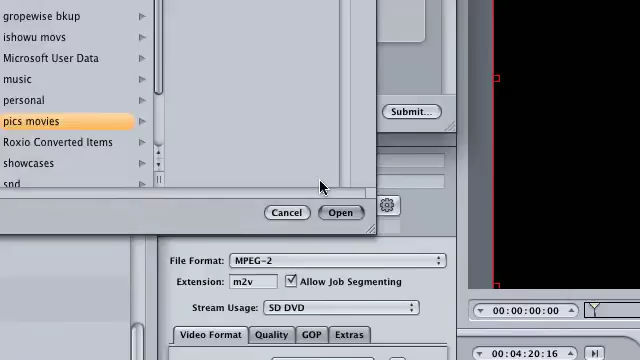 gropewise bkup
ishowu movs
Microsoft User Data
music
personal
pics movies
Roxio Converted Items
showcases
snd
Submit...
Cancel
Open
File Format:
MPEG-2
Extension:
m2v
Allow Job Segmenting
Stream Usage:
SD DVD
Video Format
Quality
GOP
Extras
00:00:00:00
00:04:20:16